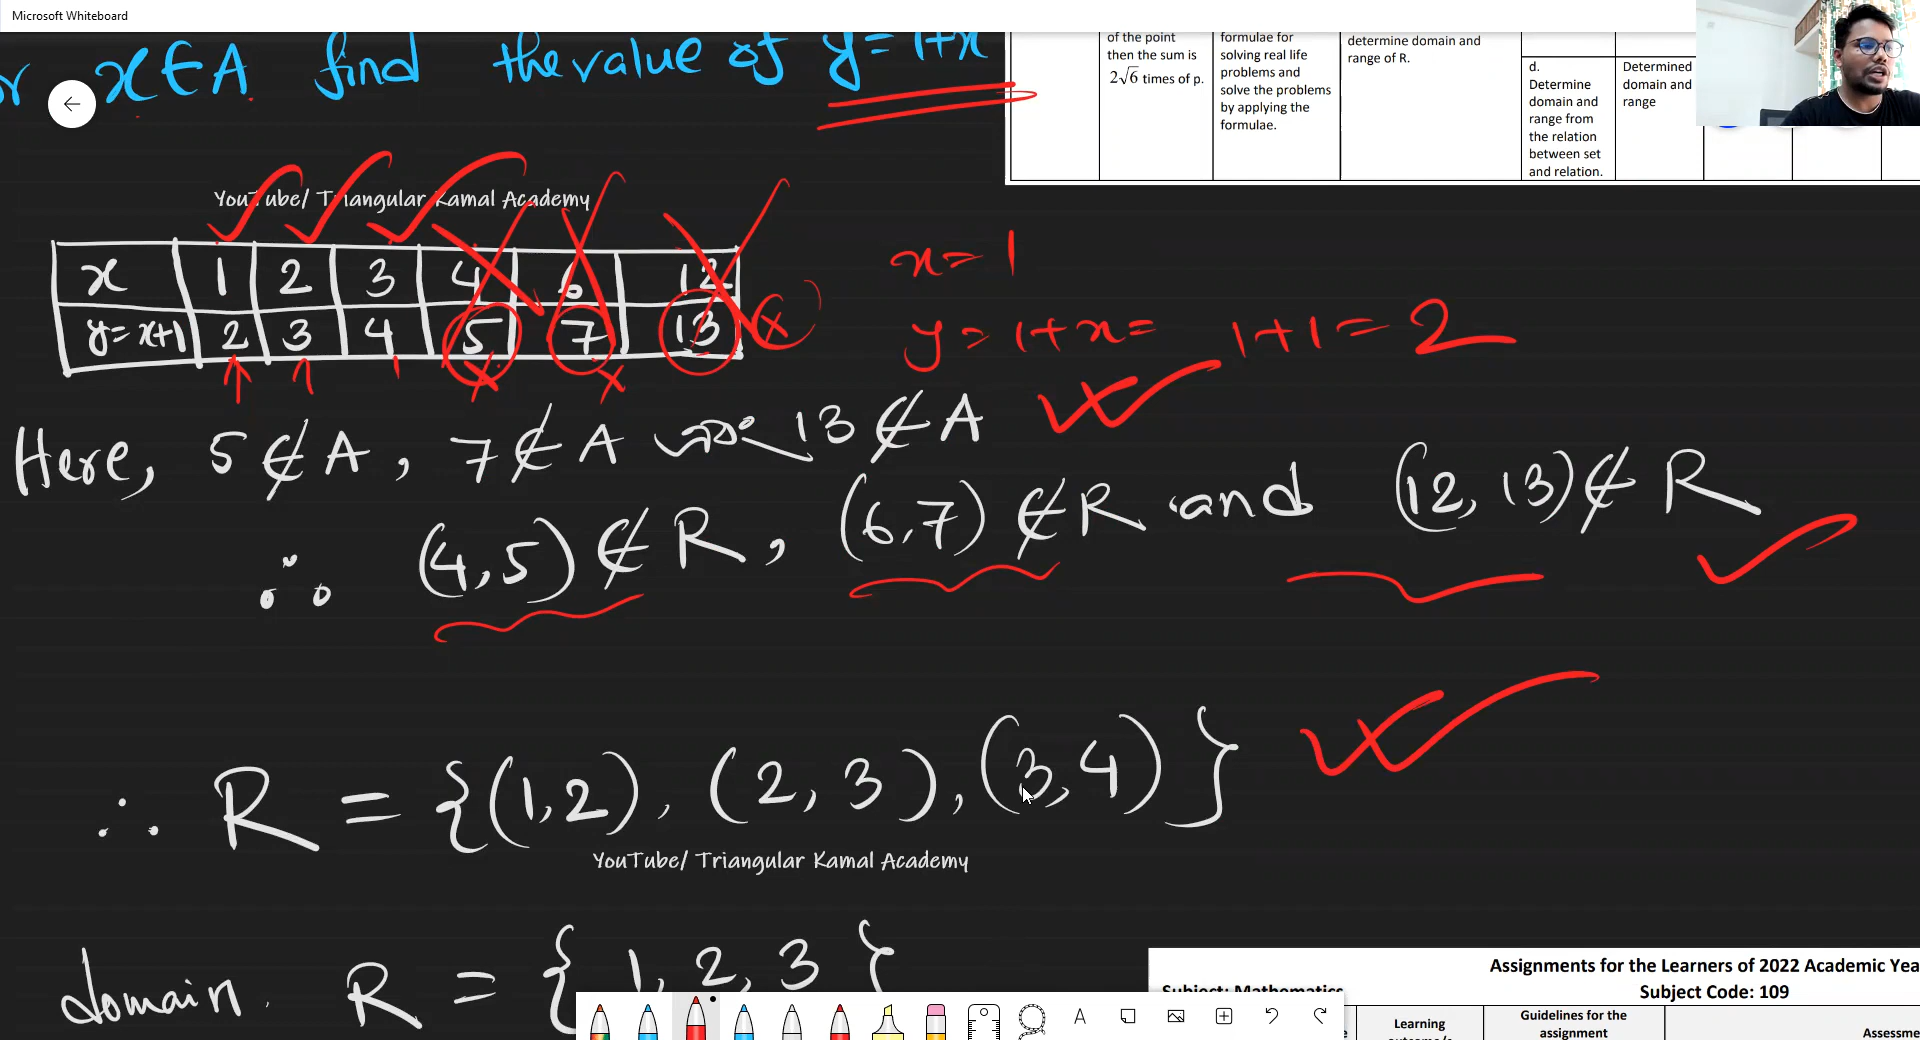 Microsoft Whiteboard
x∈A find the value of y=1+x
of the point
then the sum is
2√6 times of p.
formulae for
solving real life
problems and
solve the problems
by applying the
formulae.
determine domain and
range of R.
d.
Determine
domain and
range from
the relation
between set
and relation.
Determined
domain and
range
YouTube/ Triangular Kamal Academy
x 1 2 3 4 6 12
y=x+1 2 3 4 5 7 13
x=1
y=1+x= 1+1=2
Here, 5∉A, 7∉A 13∉A
∴ (4,5)∉R, (6,7)∉R and (12,13)∉R
∴ R = {(1,2), (2,3), (3,4)}
YouTube/ Triangular Kamal Academy
domain. R = {1, 2, 3}
Assignments for the Learners of 2022 Academic Yea
Subject: Mathematics
Subject Code: 109
Learning
Guidelines for the
assignment
Assessme